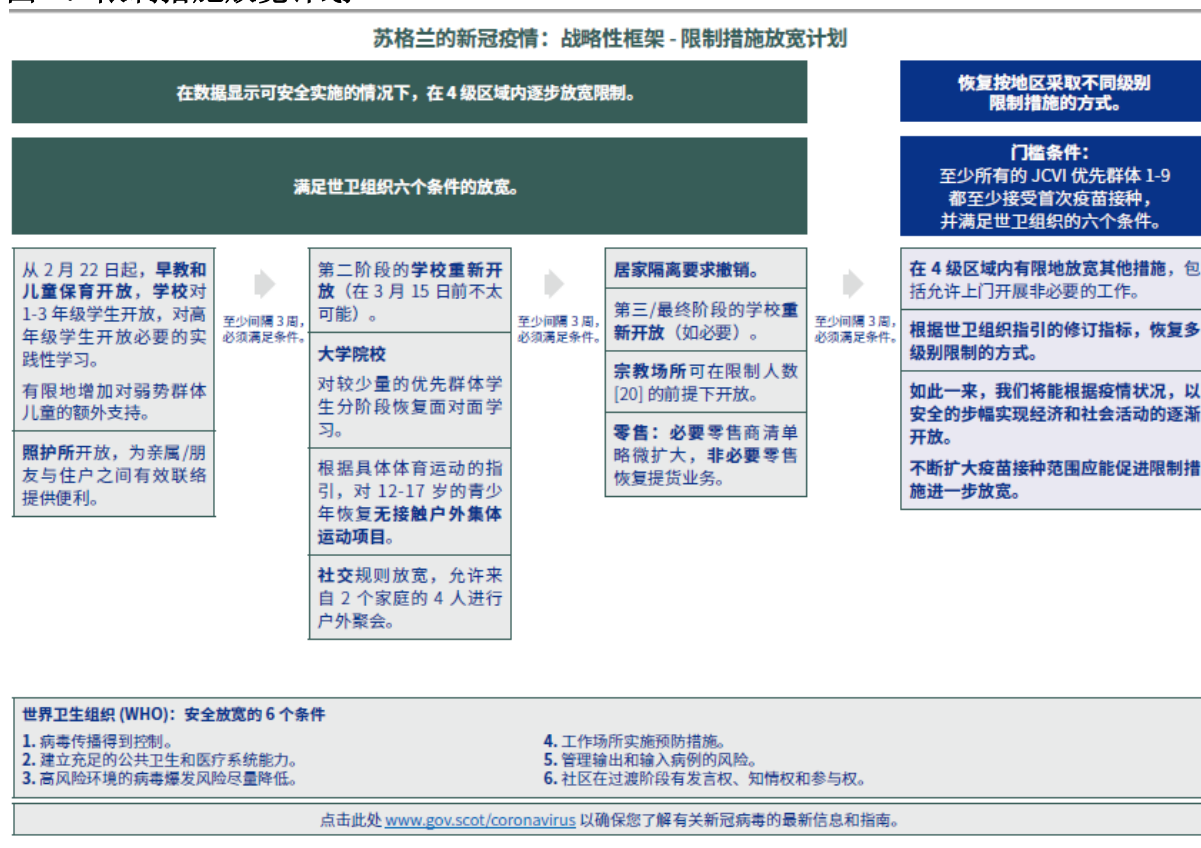 苏格兰的新冠疫情：战略性框架 - 限制措施放宽计划
在数据显示可安全实施的情况下，在 4 级区域内逐步放宽限制。
恢复按地区采取不同级别
限制措施的方式。
满足世卫组织六个条件的放宽。
门槛条件：
至少所有的 JCVI 优先群体 1-9
都至少接受首次疫苗接种，
并满足世卫组织的六个条件。
从 2 月 22 日起，早教和
儿童保育开放，学校对
1-3 年级学生开放，对高
年级学生开放必要的实
践性学习。
有限地增加对弱势群体
儿童的额外支持。
照护所开放，为亲属/朋
友与住户之间有效联络
提供便利。
至少间隔 3 周，
必须满足条件。
第二阶段的学校重新开
放（在 3 月 15 日前不太
可能）。
大学院校
对较少量的优先群体学
生分阶段恢复面对面学
习。
根据具体体育运动的指
引，对 12-17 岁的青少
年恢复无接触户外集体
运动项目。
社交规则放宽，允许来
自 2 个家庭的 4 人进行
户外聚会。
至少间隔 3 周，
必须满足条件。
居家隔离要求撤销。
第三/最终阶段的学校重
新开放（如必要）。
宗教场所可在限制人数
[20] 的前提下开放。
零售：必要零售商清单
略微扩大，非必要零售
恢复提货业务。
至少间隔 3 周，
必须满足条件。
在 4 级区域内有限地放宽其他措施，包
括允许上门开展非必要的工作。
根据世卫组织指引的修订指标，恢复多
级别限制的方式。
如此一来，我们将能根据疫情状况，以
安全的步幅实现经济和社会活动的逐渐
开放。
不断扩大疫苗接种范围应能促进限制措
施进一步放宽。
世界卫生组织 (WHO)：安全放宽的 6 个条件
1. 病毒传播得到控制。
2. 建立充足的公共卫生和医疗系统能力。
3. 高风险环境的病毒爆发风险尽量降低。
4. 工作场所实施预防措施。
5. 管理输出和输入病例的风险。
6. 社区在过渡阶段有发言权、知情权和参与权。
点击此处 www.gov.scot/coronavirus 以确保您了解有关新冠病毒的最新信息和指南。